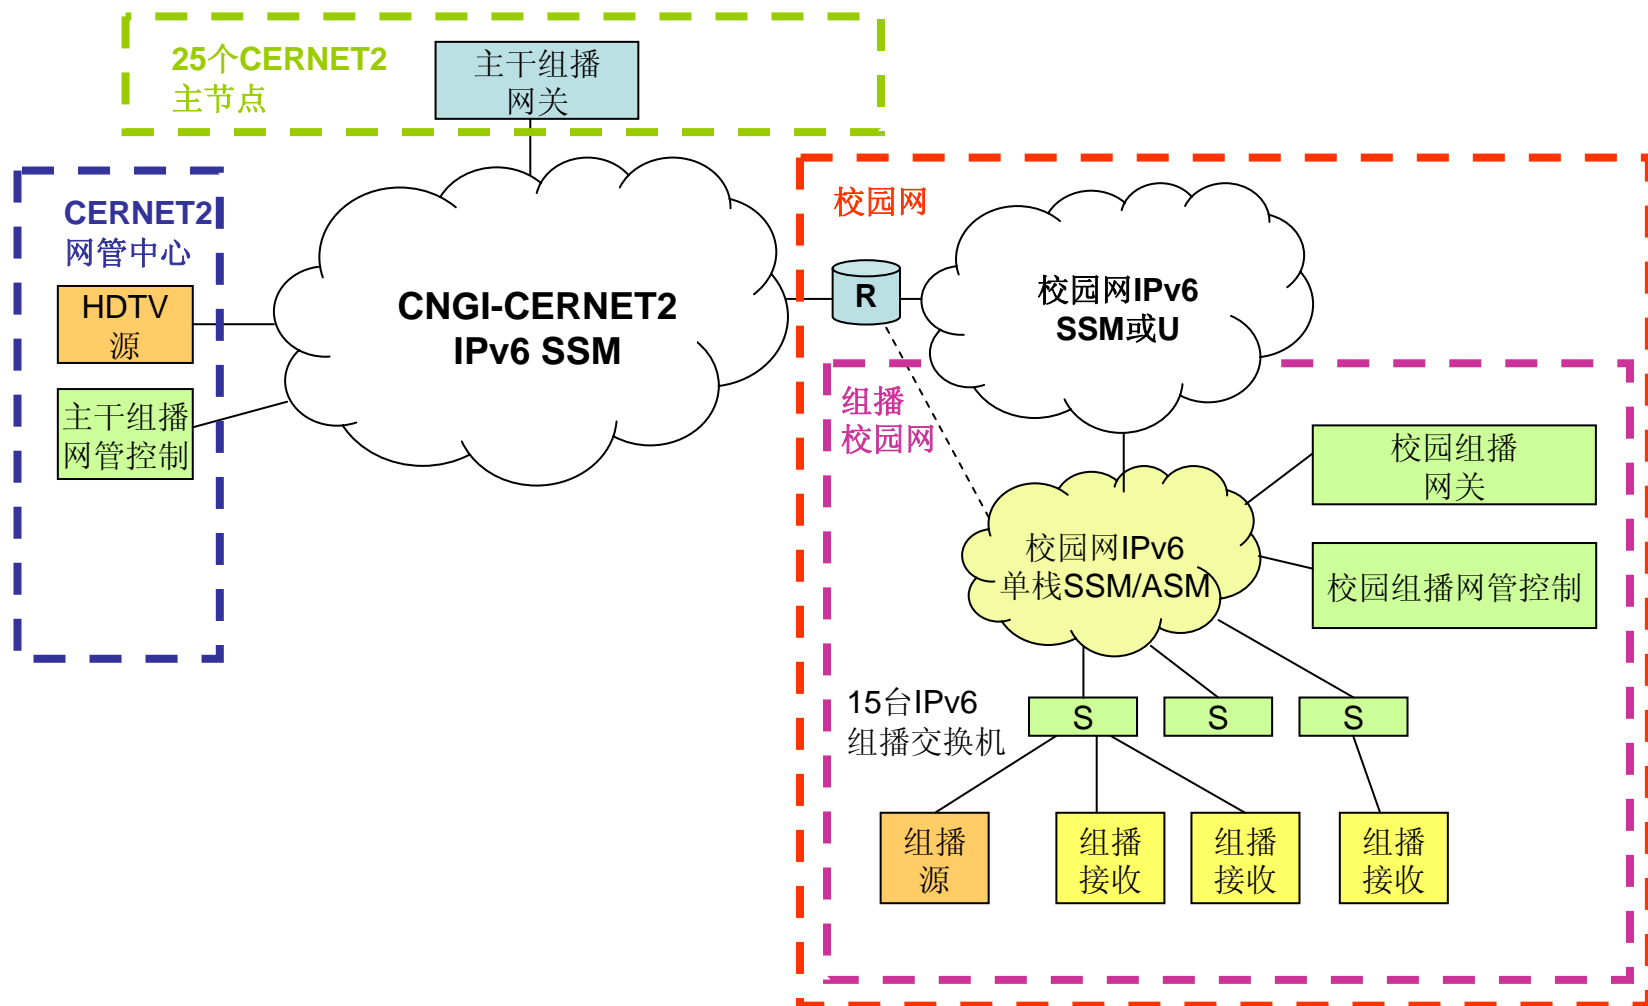 25个CERNET2
主节点
主干组播
网关
CERNET2
网管中心
HDTV
源
主干组播
网管控制
CNGI-CERNET2
IPv6 SSM
校园网
R
校园网IPv6
SSM或U
组播
校园网
校园组播
网关
校园网IPv6
单栈SSM/ASM
校园组播网管控制
15台IPv6
组播交换机
S
S
S
组播
源
组播
接收
组播
接收
组播
接收